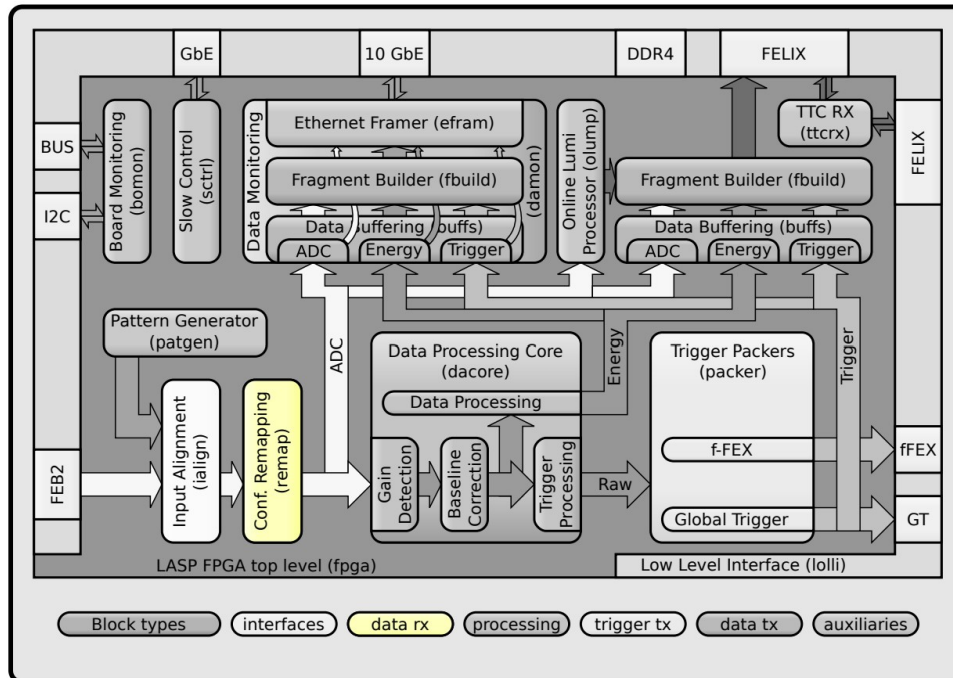 GbE
10 GbE
DDR4
FELIX
BUS
I2C
Board Monitoring
(bomon)
Slow Control
(sctrl)
Data Monitoring
Ethernet Framer (efram)
Fragment Builder (fbuild)
Data Buffering (buffs)
ADC
Energy
Trigger
(damon)
Online Lumi
Processor (olump)
TTC RX
(ttcrx)
FELIX
Fragment Builder (fbuild)
Data Buffering (buffs)
ADC
Energy
Trigger
Pattern Generator
(patgen)
ADC
Data Processing Core
(dacore)
Data Processing
Energy
Trigger Packers
(packer)
Trigger
FEB2
Input Alignment
(ialign)
Conf. Remapping
(remap)
Gain
Detection
Baseline
Correction
Trigger
Processing
Raw
f-FEX
Global Trigger
fFEX
GT
LASP FPGA top level (fpga)
Low Level Interface (lolli)
Block types
interfaces
data rx
processing
trigger tx
data tx
auxiliaries